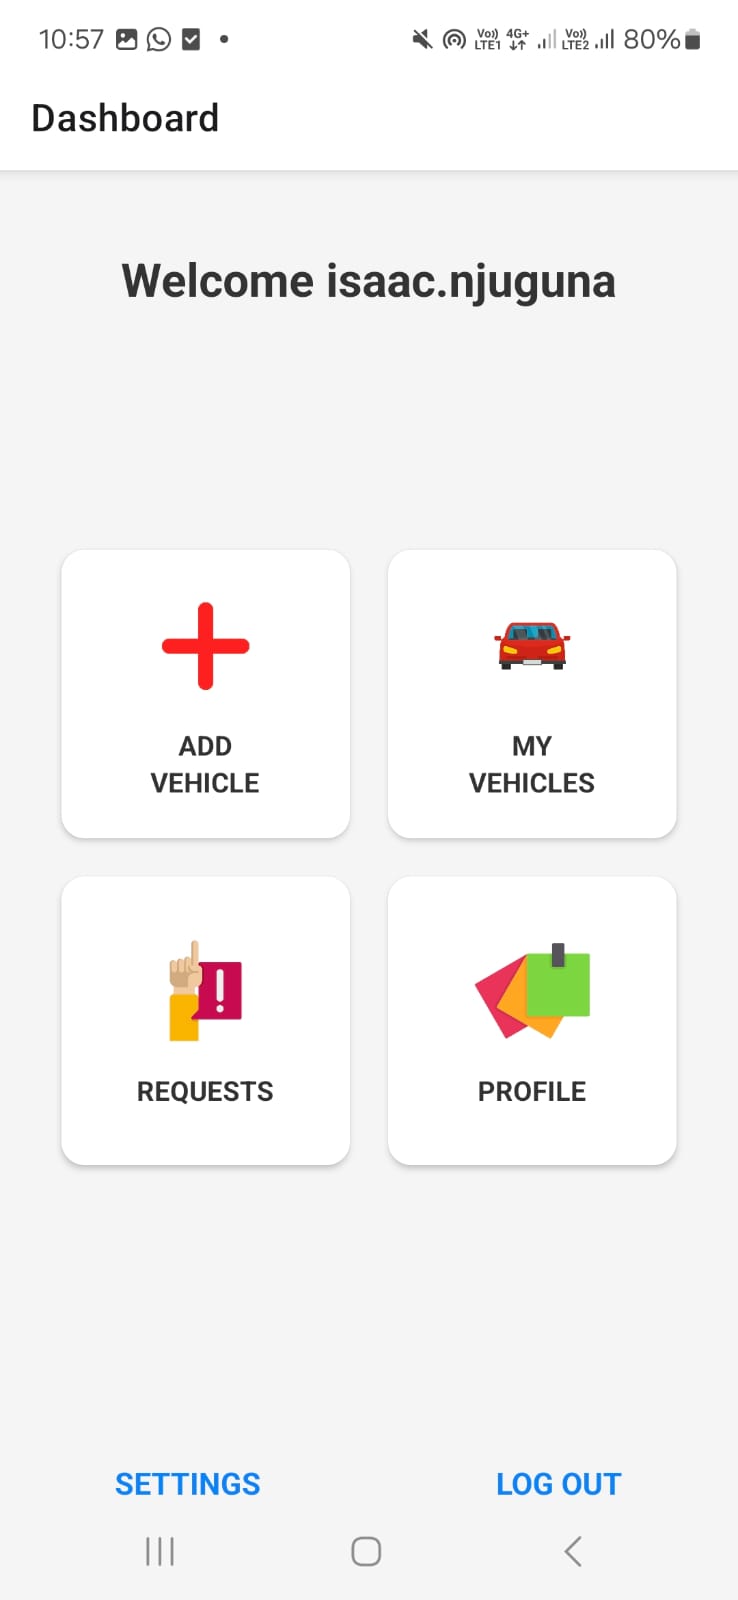 10:57
Vo)) 4G+ Vo)) 80%
LTE1 LTE2
Dashboard
Welcome isaac.njuguna
ADD
VEHICLE
MY
VEHICLES
!
REQUESTS
PROFILE
SETTINGS
LOG OUT